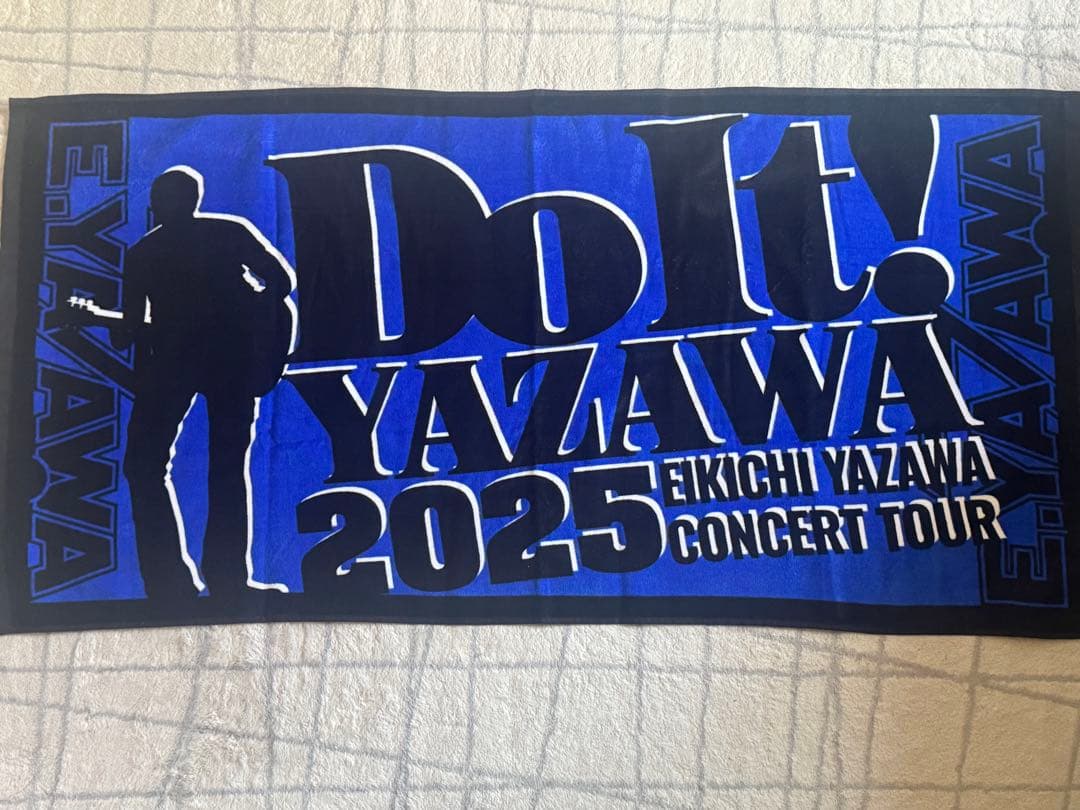 E.YAZAWA
Do It!
YAZAWA
2025
EIKICHI YAZAWA
CONCERT TOUR
E.YAZAWA